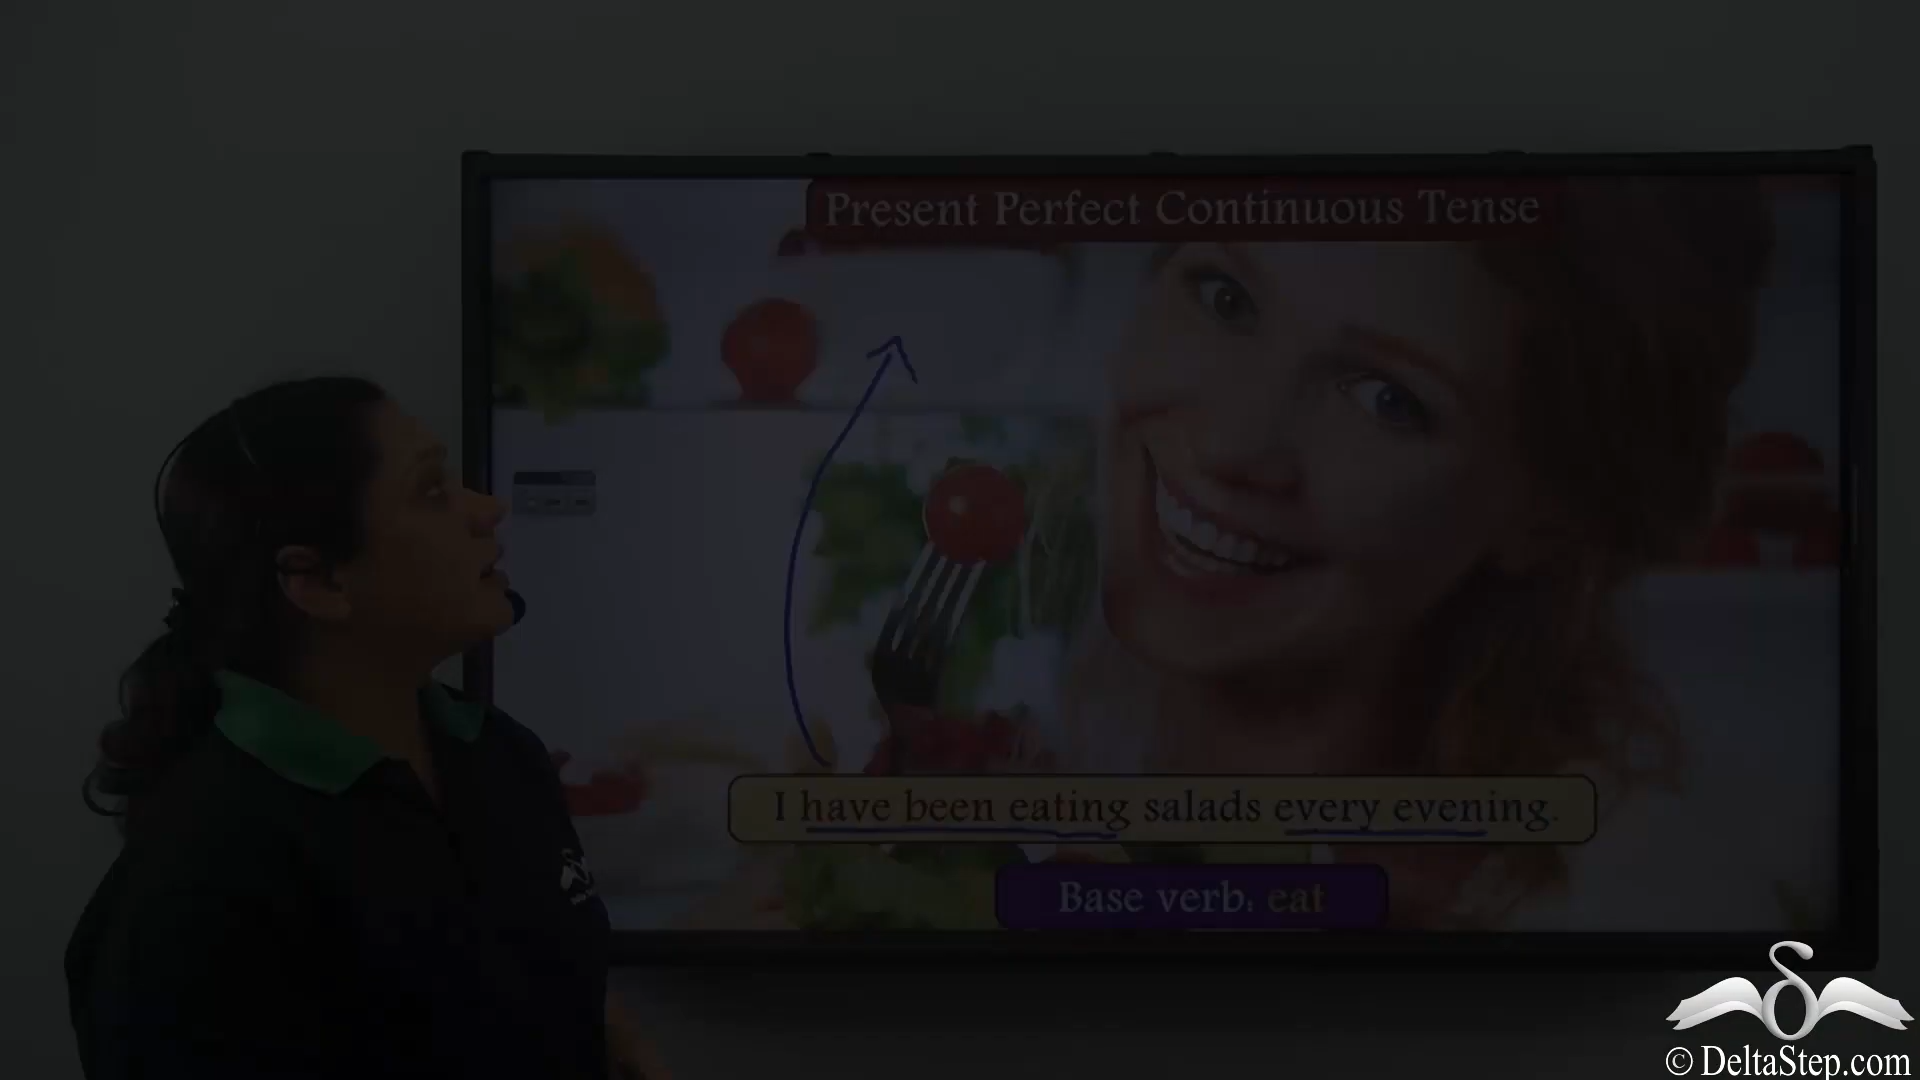 Present Perfect Continuous Tense
I have been eating salads every evening.
Base verb: eat
© DeltaStep.com